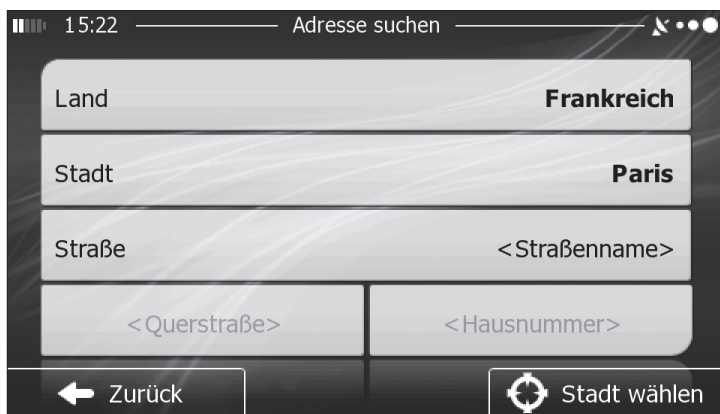 15:22 Adresse suchen
Land Frankreich
Stadt Paris
Straße <Straßenname>
<Querstraße> <Hausnummer>
Zurück Stadt wählen